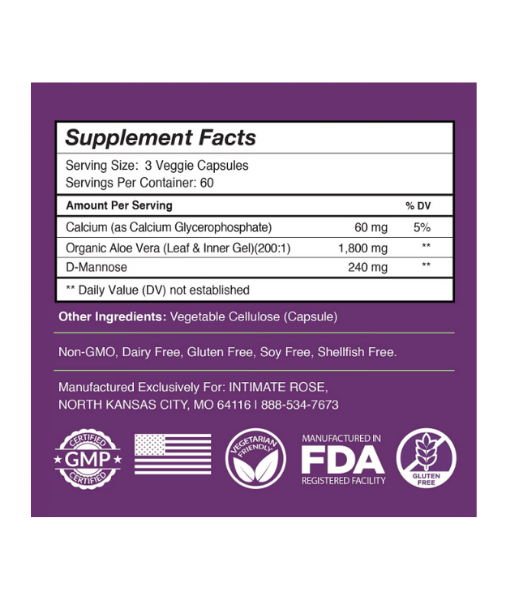 Supplement Facts
Serving Size: 3 Veggie Capsules
Servings Per Container: 60
Amount Per Serving % DV
Calcium (as Calcium Glycerophosphate) 60 mg 5%
Organic Aloe Vera (Leaf & Inner Gel)(200:1) 1,800 mg **
D-Mannose 240 mg **
** Daily Value (DV) not established
Other Ingredients: Vegetable Cellulose (Capsule)
Non-GMO, Dairy Free, Gluten Free, Soy Free, Shellfish Free.
Manufactured Exclusively For: INTIMATE ROSE,
NORTH KANSAS CITY, MO 64116 | 888-534-7673
CERTIFIED
GMP
CERTIFIED
VEGETARIAN
FRIENDLY
MANUFACTURED IN
FDA
REGISTERED FACILITY
GLUTEN
FREE